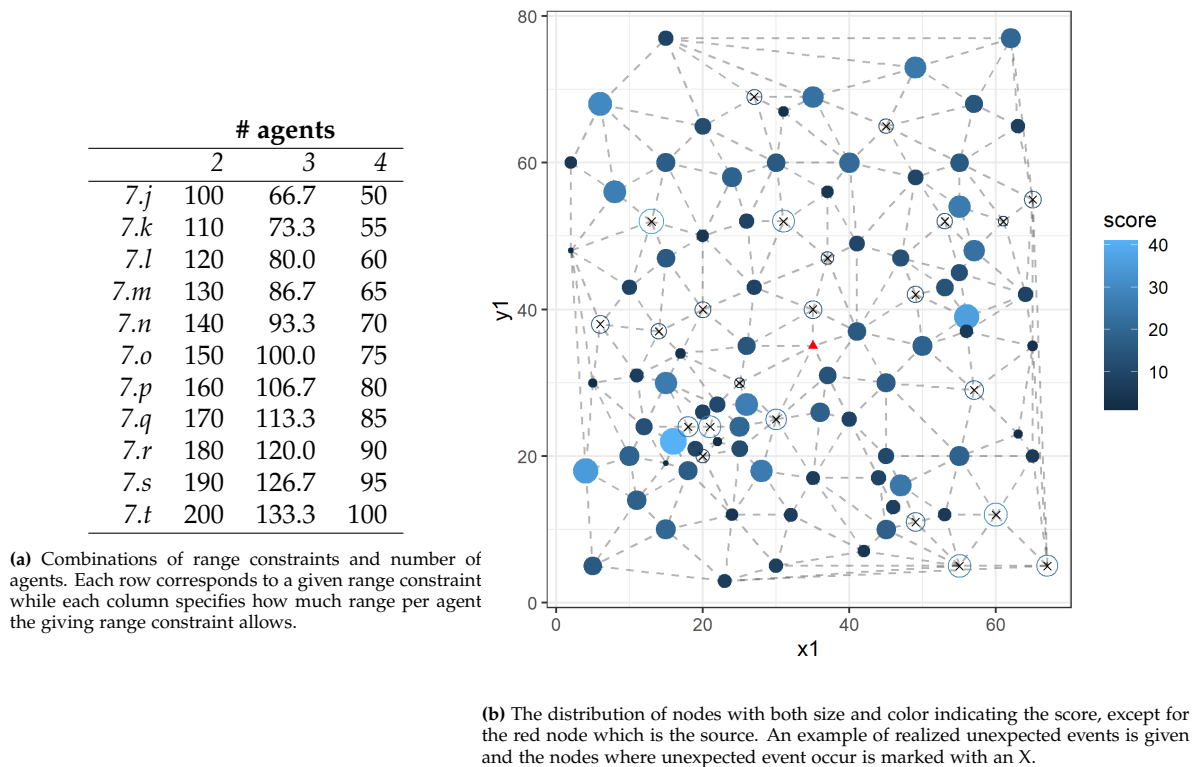 # agents
2 3 4
7.j 100 66.7 50
7.k 110 73.3 55
7.l 120 80.0 60
7.m 130 86.7 65
7.n 140 93.3 70
7.o 150 100.0 75
7.p 160 106.7 80
7.q 170 113.3 85
7.r 180 120.0 90
7.s 190 126.7 95
7.t 200 133.3 100
(a) Combinations of range constraints and number of
agents. Each row corresponds to a given range constraint
while each column specifies how much range per agent
the giving range constraint allows.
80
60
40
20
0
y1
0 20 40 60
x1
score
40
30
20
10
(b) The distribution of nodes with both size and color indicating the score, except for
the red node which is the source. An example of realized unexpected events is given
and the nodes where unexpected event occur is marked with an X.